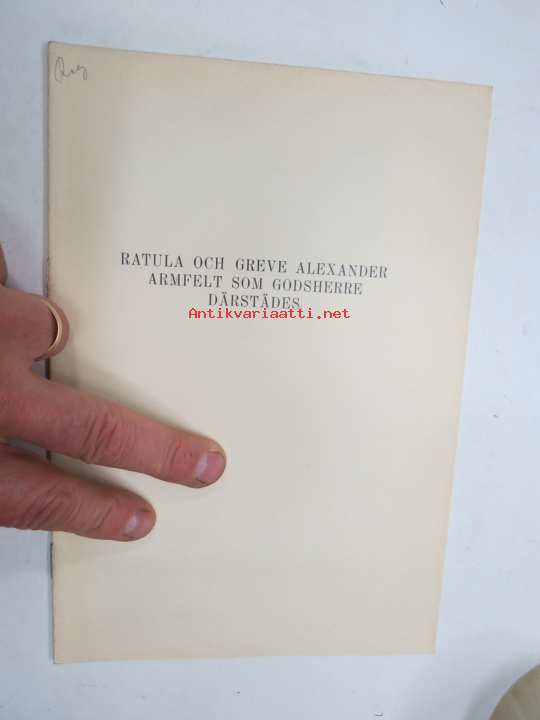 RATULA OCH GREVE ALEXANDER
ARMFELT SOM GODSHERRE
DÄRSTÄDES
Antikvariaatti.net